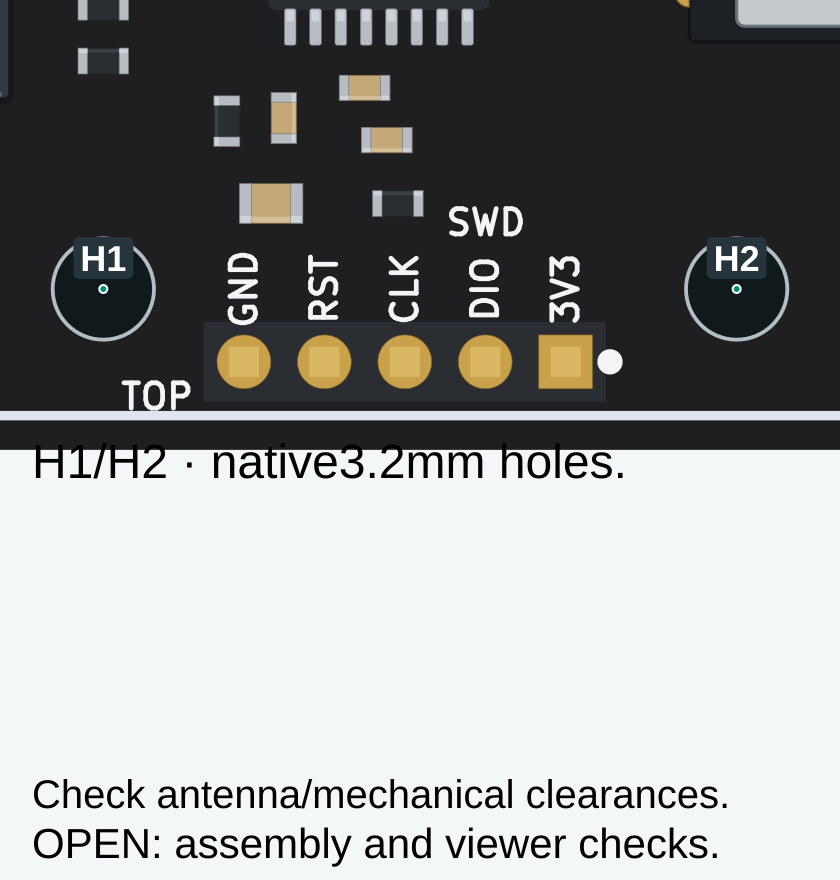 SWD
H1
GND
RST
CLK
DIO
3V3
H2
TOP
H1/H2 · native3.2mm holes.
Check antenna/mechanical clearances.
OPEN: assembly and viewer checks.